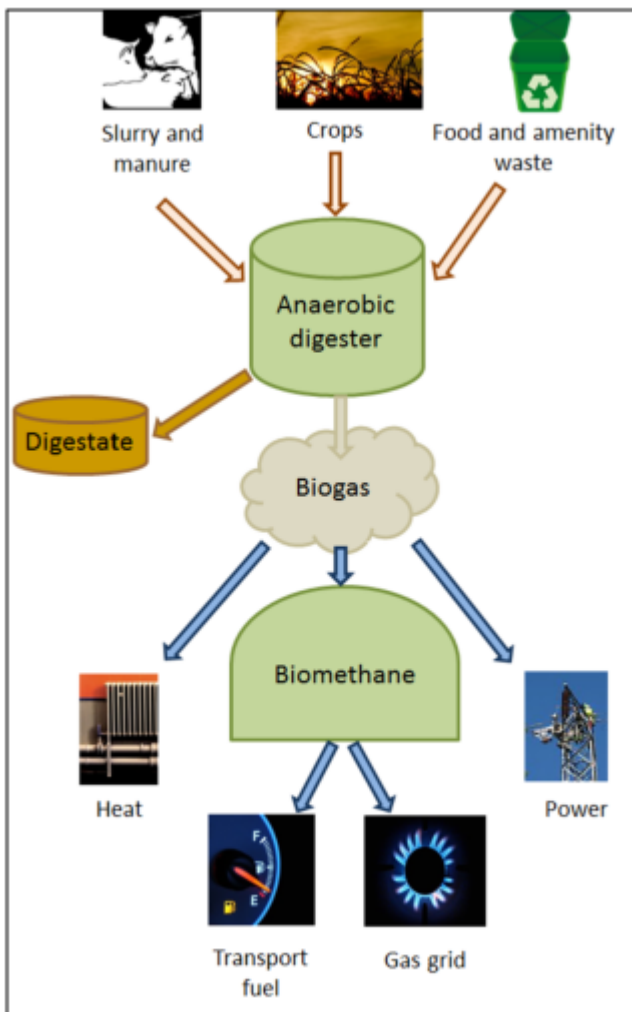 Slurry and
manure
Crops
Food and amenity
waste
Anaerobic
digester
Digestate
Biogas
Biomethane
Heat
Power
F
E
Transport
fuel
Gas grid